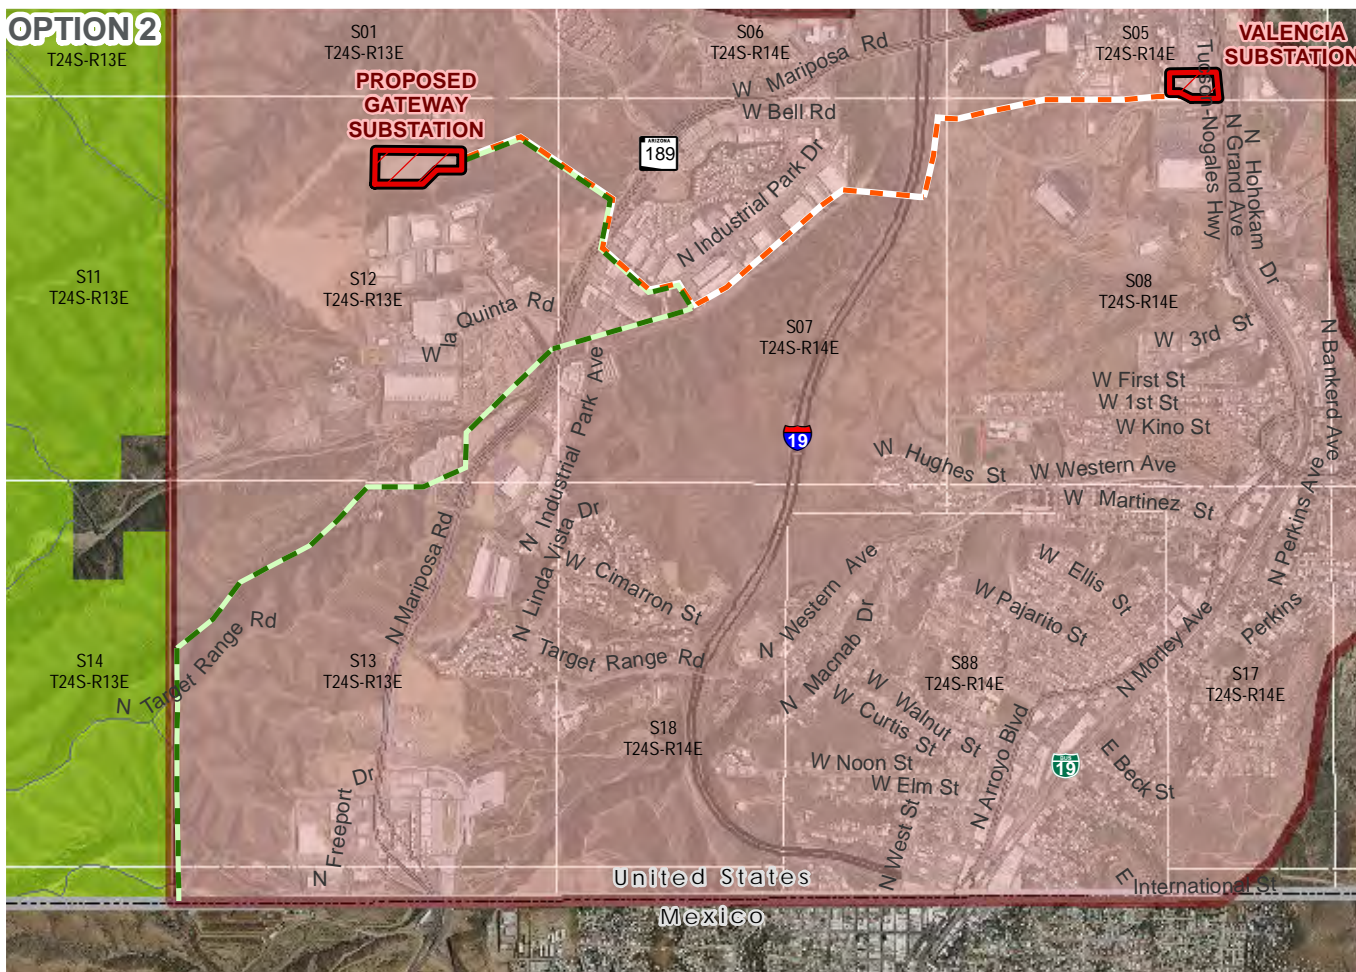 OPTION 2
T24S-R13E
S01
T24S-R13E
S06
T24S-R14E
S05
T24S-R14E
VALENCIA
SUBSTATION
PROPOSED
GATEWAY
SUBSTATION
W Mariposa Rd
W Bell Rd
ARIZONA
189
N Industrial Park Dr
Tucson-Nogales Hwy
N Grand Ave
N Hohokam Dr
S11
T24S-R13E
S12
T24S-R13E
S07
T24S-R14E
S08
T24S-R14E
W la Quinta Rd
W 3rd St
N Bankerd Ave
W First St
W 1st St
W Kino St
N Industrial Park Ave
19
W Hughes St
W Western Ave
W Martinez St
N Perkins Ave
N Mariposa Rd
N Linda Vista Dr
W Cimarron St
N Western Ave
W Ellis St
W Pajarito St
Perkins
N Target Range Rd
Target Range Rd
N Macnab Dr
N Morley Ave
S14
T24S-R13E
S13
T24S-R13E
S88
T24S-R14E
S17
T24S-R14E
W Walnut St
W Curtis St
S18
T24S-R14E
W Noon St
W Elm St
N Arroyo Blvd
19
E Beck St
N Freeport Dr
N West St
United States
E International St
Mexico